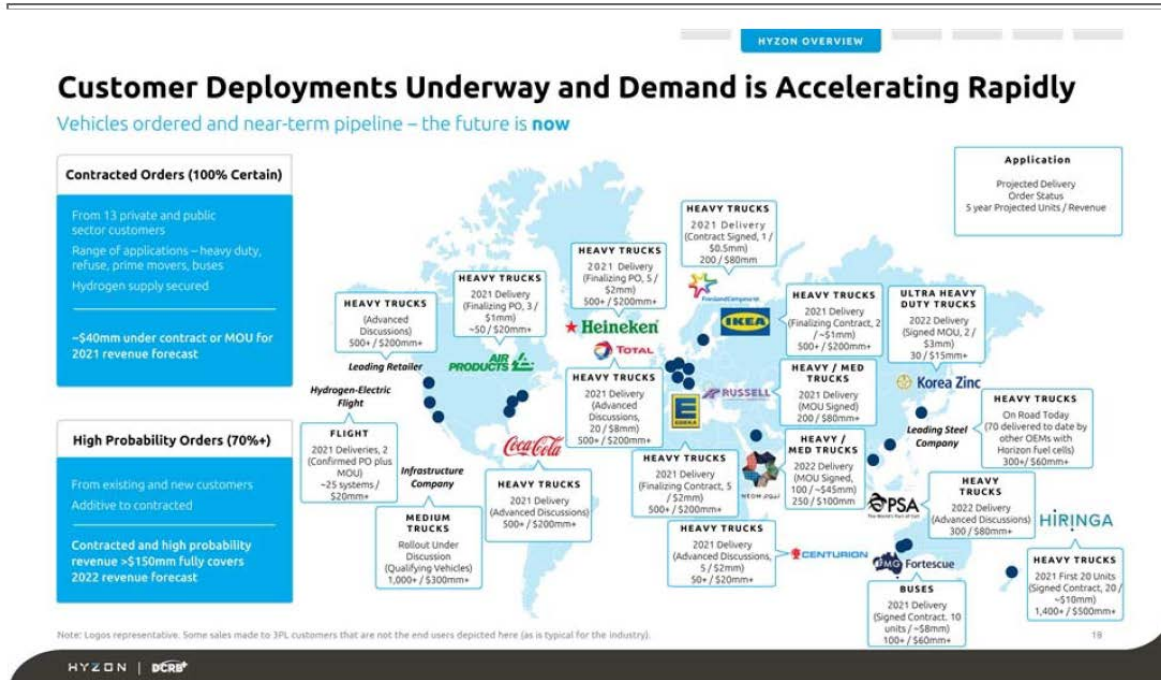 HYZON OVERVIEW
Customer Deployments Underway and Demand is Accelerating Rapidly
Vehicles ordered and near-term pipeline – the future is now
Contracted Orders (100% Certain)
From 13 private and public
sector customers
Range of applications – heavy duty,
refuse, prime movers, buses
Hydrogen supply secured
~$40mm under contract or MOU for
2021 revenue forecast
High Probability Orders (70%+)
From existing and new customers
Additive to contracted
Contracted and high probability
revenue >$150mm fully covers
2022 revenue forecast
Application
Projected Delivery
Order Status
5 year Projected Units / Revenue
HEAVY TRUCKS
(Advanced
Discussions)
500+ / $200mm+
Leading Retailer
Hydrogen-Electric
Flight
FLIGHT
2021 Deliveries, 2
(Confirmed PO plus
MOU)
~25 systems /
$20mm+
Infrastructure
Company
MEDIUM
TRUCKS
Rollout Under
Discussion
(Qualifying Vehicles)
1,000+ / $300mm+
HEAVY TRUCKS
2021 Delivery
(Finalizing PO, 3 /
$1mm)
~50 / $20mm+
AIR
PRODUCTS
Coca-Cola
HEAVY TRUCKS
2021 Delivery
(Advanced Discussions)
500+ / $200mm+
HEAVY TRUCKS
2021 Delivery
(Finalizing PO, 5 /
$2mm)
500+ / $200mm+
Heineken
TOTAL
HEAVY TRUCKS
2021 Delivery
(Advanced
Discussions,
20 / $8mm)
500+ / $200mm+
HEAVY TRUCKS
2021 Delivery
(Contract Signed, 1 /
$0.5mm)
200 / $80mm
FrieslandCampina
IKEA
HEAVY TRUCKS
2021 Delivery
(Finalizing Contract, 2
/ ~$1mm)
500+ / $200mm+
E
EDEKA
HEAVY TRUCKS
2021 Delivery
(Finalizing Contract, 5
/ $2mm)
500+ / $200mm+
RUSSELL
HEAVY / MED
TRUCKS
2021 Delivery
(MOU Signed)
200 / $80mm+
NEOM نيوم
HEAVY /
MED TRUCKS
2022 Delivery
(MOU Signed,
100 / ~$45mm)
250 / $100mm
ULTRA HEAVY
DUTY TRUCKS
2022 Delivery
(Signed MOU, 2 /
$3mm)
30 / $15mm+
Korea Zinc
Leading Steel
Company
HEAVY TRUCKS
On Road Today
(70 delivered to date by
other OEMs with
Horizon fuel cells)
300+ / $60mm+
PSA
The World's Port of Call
HEAVY
TRUCKS
2022 Delivery
(Advanced Discussions)
300 / $80mm+
HEAVY TRUCKS
2021 Delivery
(Advanced Discussions,
5 / $2mm)
50+ / $20mm+
CENTURION
FMG Fortescue
BUSES
2021 Delivery
(Signed Contract. 10
units / ~$8mm)
100+ / $60mm+
HIRINGA
HEAVY TRUCKS
2021 First 20 Units
(Signed Contract, 20 /
~$10mm)
1,400+ / $500mm+
Note: Logos representative. Some sales made to 3PL customers that are not the end users depicted here (as is typical for the industry).
18
HYZON | DCRB